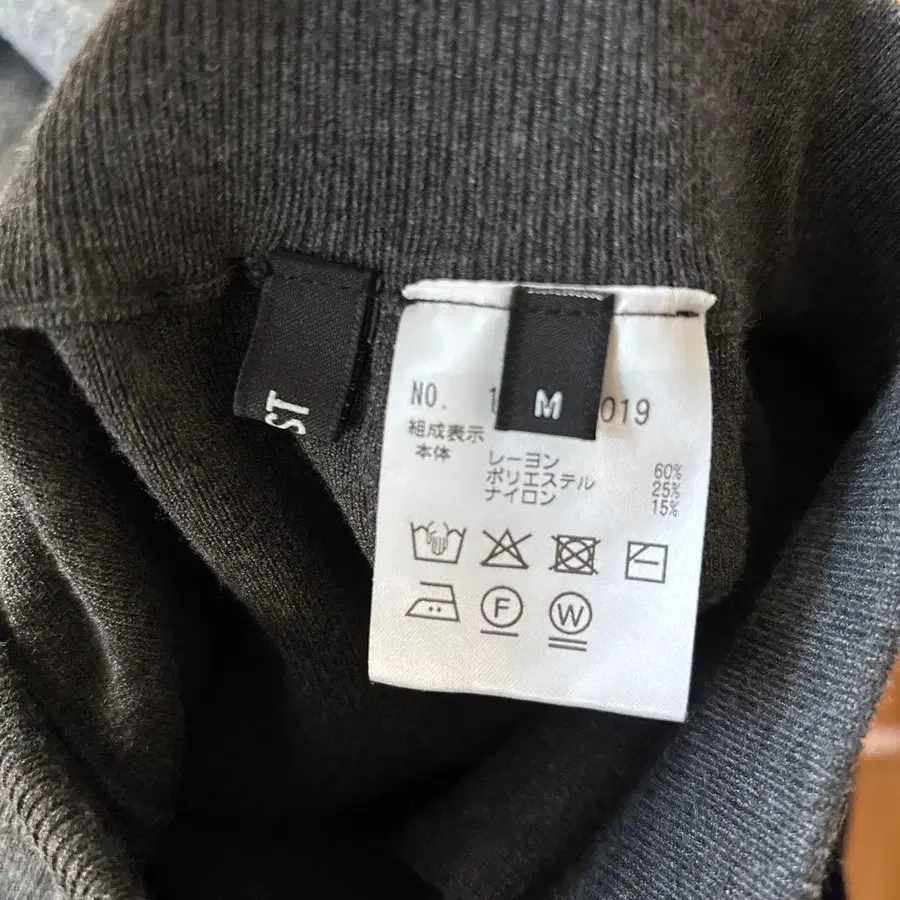 ST
M
NO. 1 019
組成表示
本体
レーヨン 60%
ポリエステル 25%
ナイロン 15%
F
W